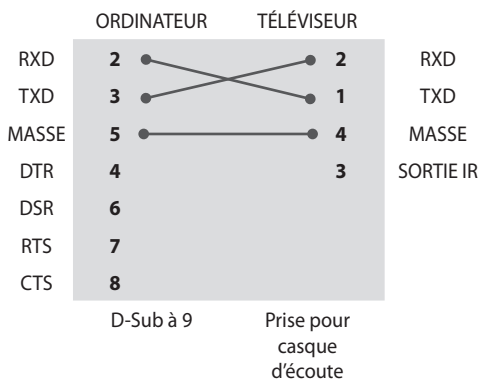 ORDINATEUR TÉLÉVISEUR
RXD 2 2 RXD
TXD 3 1 TXD
MASSE 5 4 MASSE
DTR 4 3 SORTIE IR
DSR 6
RTS 7
CTS 8
D-Sub à 9 Prise pour
casque
d'écoute